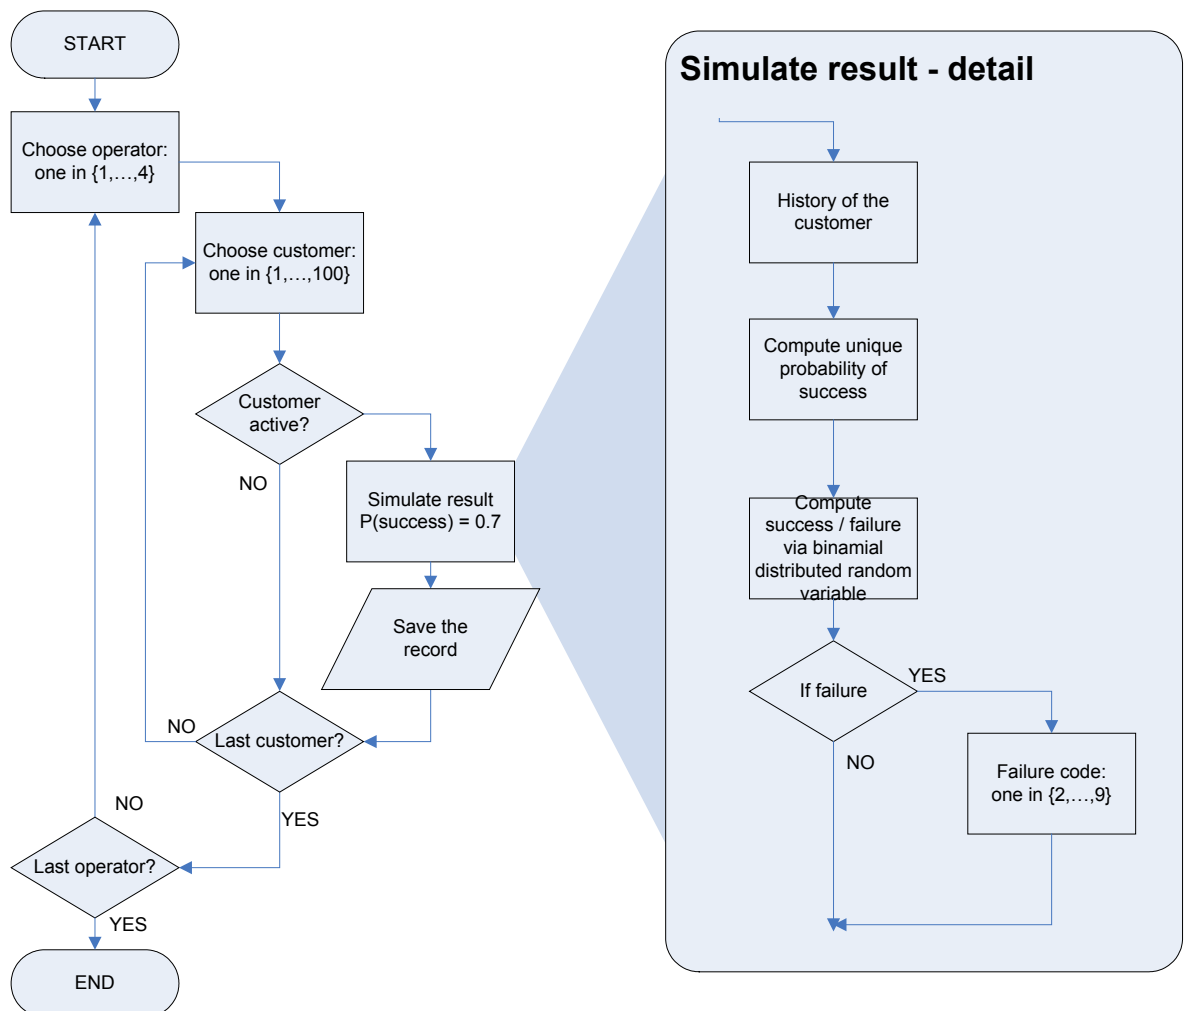 START
Choose operator:
one in {1,…,4}
Choose customer:
one in {1,…,100}
Customer
active?
NO
Simulate result
P(success) = 0.7
Save the
record
NO
Last customer?
YES
NO
Last operator?
YES
END
Simulate result - detail
History of the
customer
Compute unique
probability of
success
Compute
success / failure
via binamial
distributed random
variable
If failure
YES
NO
Failure code:
one in {2,…,9}